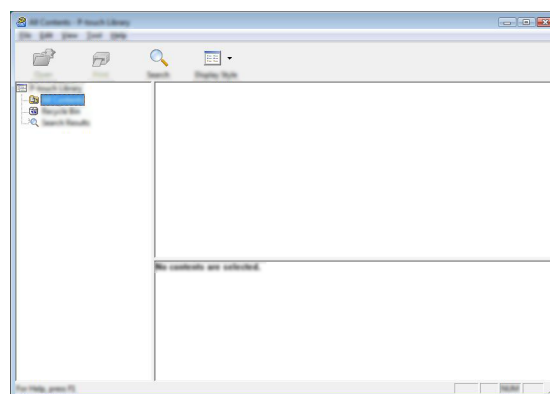 All Contents - P-touch Library
File Edit View Tool Help
Open Print Search Display Style
P-touch Library
All Contents
Recycle Bin
Search Results
No contents are selected.
For Help, press F1
NUM